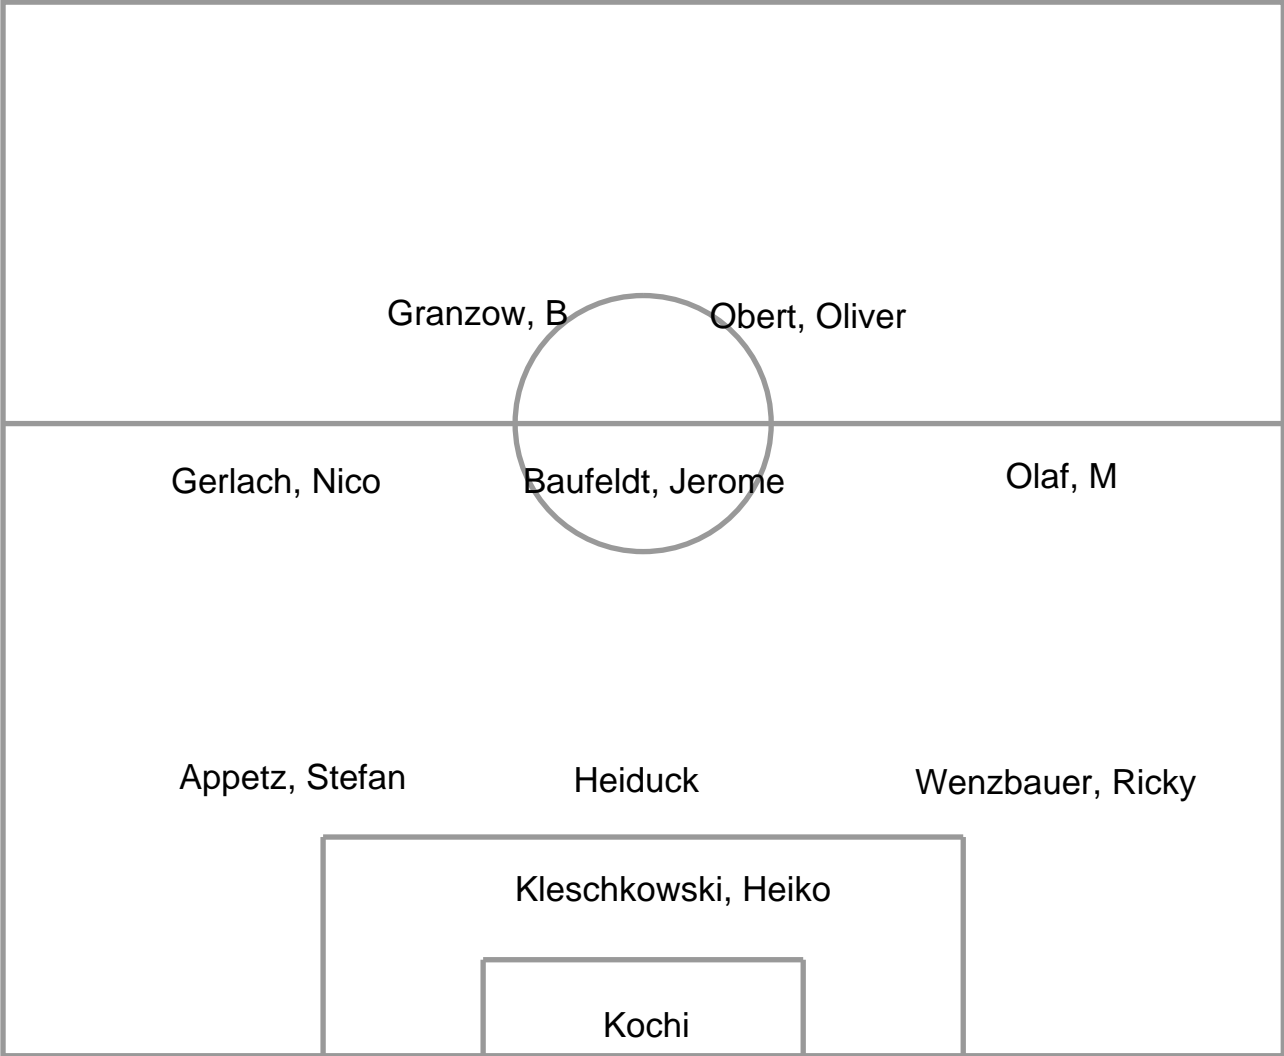 Granzow, B
Obert, Oliver
Gerlach, Nico
Baufeldt, Jerome
Olaf, M
Appetz, Stefan
Heiduck
Wenzbauer, Ricky
Kleschkowski, Heiko
Kochi